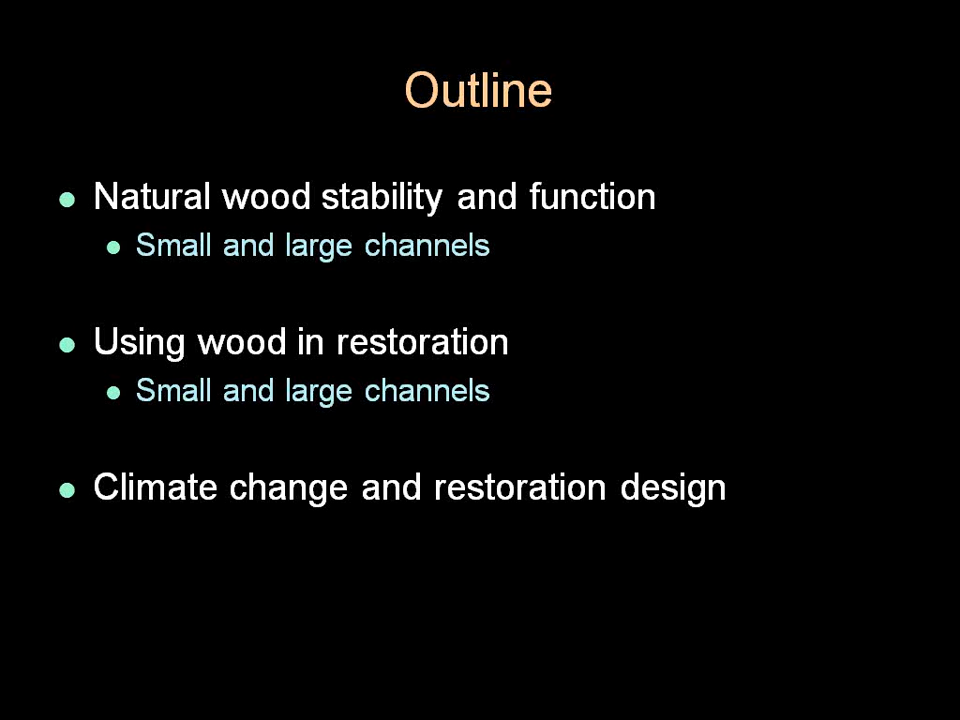 Outline
Natural wood stability and function
Small and large channels
Using wood in restoration
Small and large channels
Climate change and restoration design